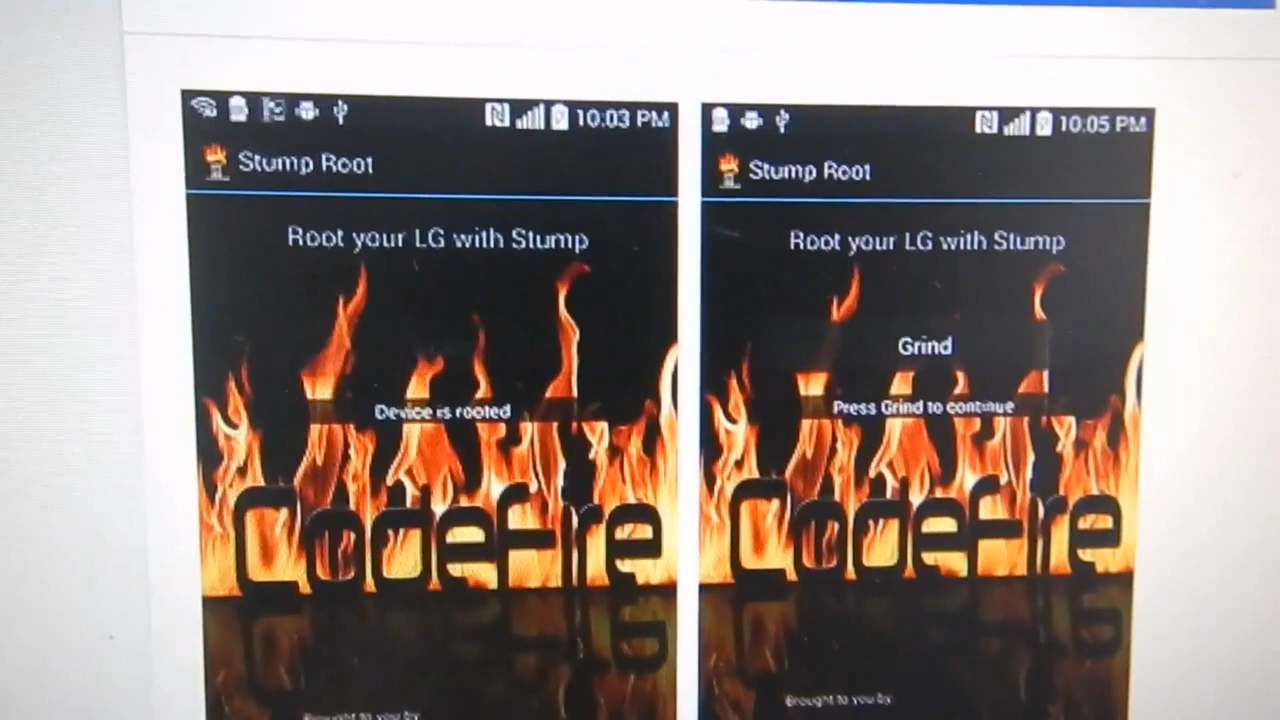 10:03 PM
Stump Root
Root your LG with Stump
Device is rooted
Codefire
Brought to you by
10:05 PM
Stump Root
Root your LG with Stump
Grind
Press Grind to continue
Codefire
Brought to you by